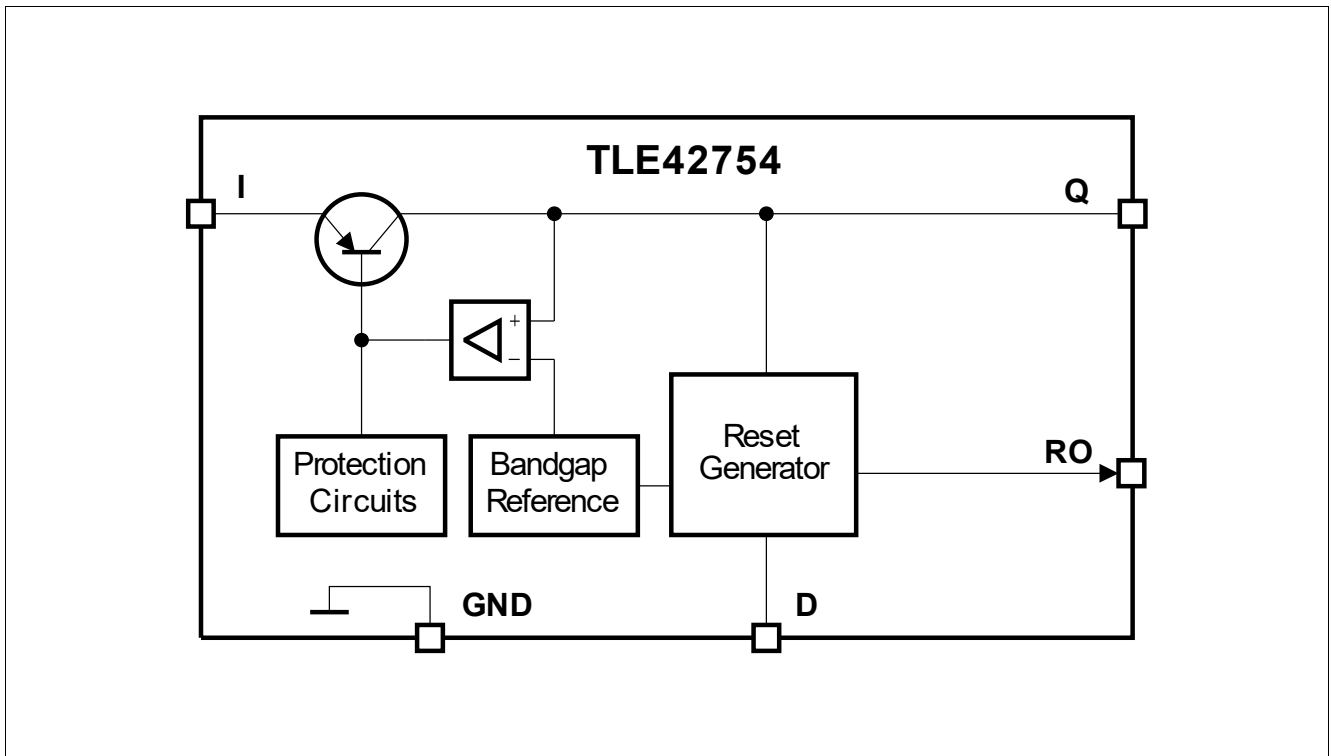 TLE42754
I
Q
+
−
Protection
Circuits
Bandgap
Reference
Reset
Generator
RO
GND
D